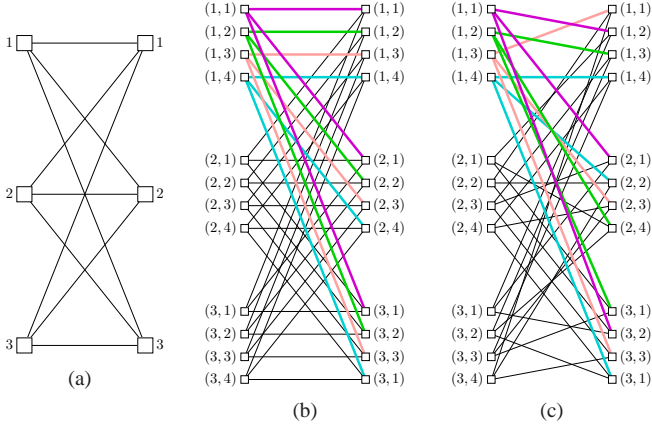 1 1
2 2
3 3
(a)
(1, 1) (1, 1)
(1, 2) (1, 2)
(1, 3) (1, 3)
(1, 4) (1, 4)
(2, 1) (2, 1)
(2, 2) (2, 2)
(2, 3) (2, 3)
(2, 4) (2, 4)
(3, 1) (3, 1)
(3, 2) (3, 2)
(3, 3) (3, 3)
(3, 4) (3, 1)
(b)
(1, 1) (1, 1)
(1, 2) (1, 2)
(1, 3) (1, 3)
(1, 4) (1, 4)
(2, 1) (2, 1)
(2, 2) (2, 2)
(2, 3) (2, 3)
(2, 4) (2, 4)
(3, 1) (3, 1)
(3, 2) (3, 2)
(3, 3) (3, 3)
(3, 4) (3, 1)
(c)